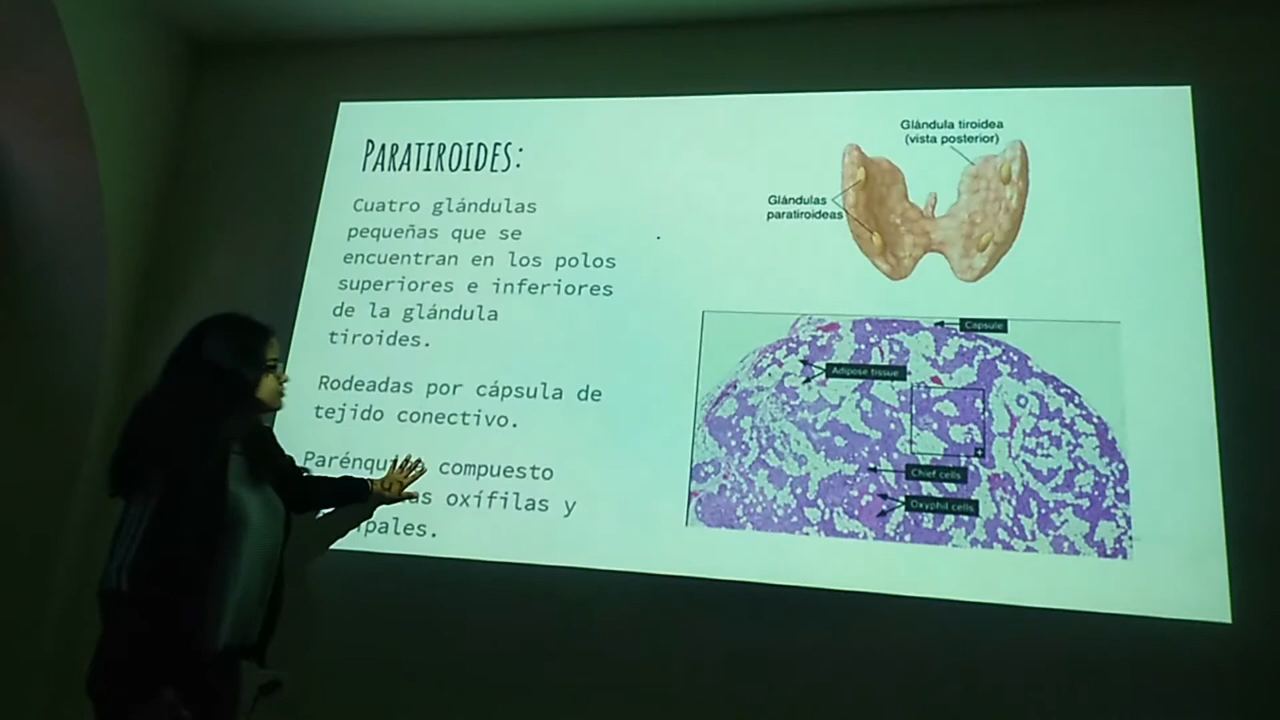 PARATIROIDES:
Cuatro glándulas
pequeñas que se
encuentran en los polos
superiores e inferiores
de la glándula
tiroides.
Rodeadas por cápsula de
tejido conectivo.
compuesto
oxífilas y
Glándula tiroidea
(vista posterior)
Glándulas
paratiroideas
Capsule
Adipose tissue
Chief cells
Oxyphil cells